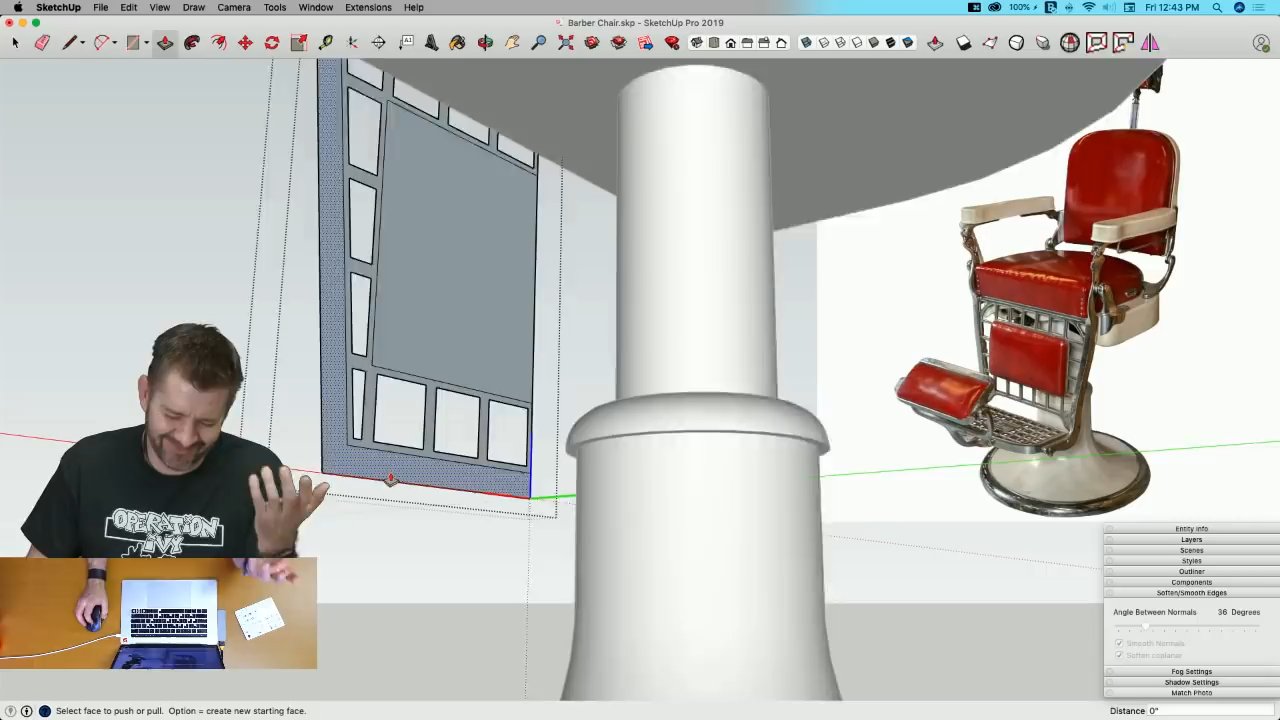 SketchUp File Edit View Draw Camera Tools Window Extensions Help 100% Fri 12:43 PM
Barber Chair.skp - SketchUp Pro 2019
OPERATION
IVY
Entity Info
Layers
Scenes
Styles
Outliner
Components
Soften/Smooth Edges
Angle Between Normals 36 Degrees
Smooth Normals
Soften coplanar
Fog Settings
Shadow Settings
Match Photo
Select face to push or pull. Option = create new starting face.
Distance 0"